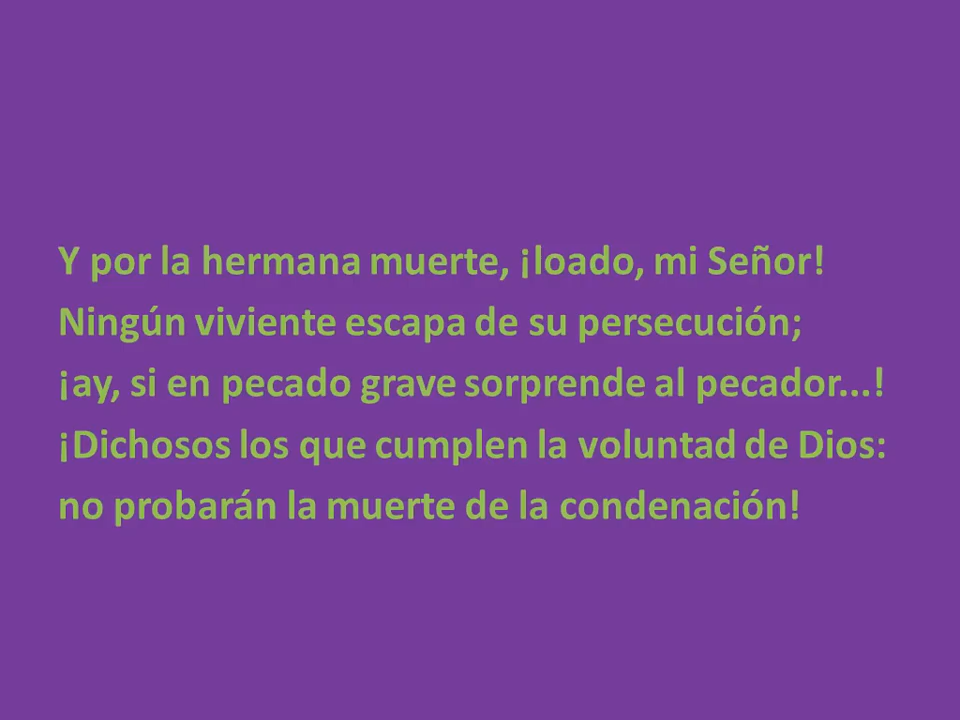 Y por la hermana muerte, ¡loado, mi Señor!
Ningún viviente escapa de su persecución;
¡ay, si en pecado grave sorprende al pecador...!
¡Dichosos los que cumplen la voluntad de Dios:
no probarán la muerte de la condenación!